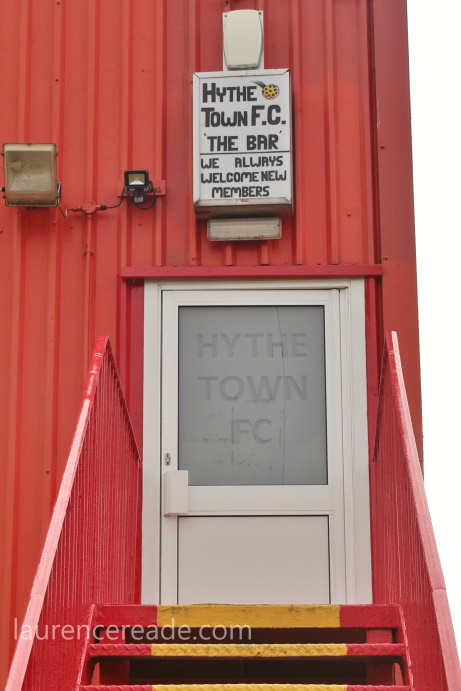 HYTHE
TOWN F.C.
'THE BAR'
WE ALWAYS
WELCOME NEW
MEMBERS
HYTHE
TOWN
FC
laurencereade.com